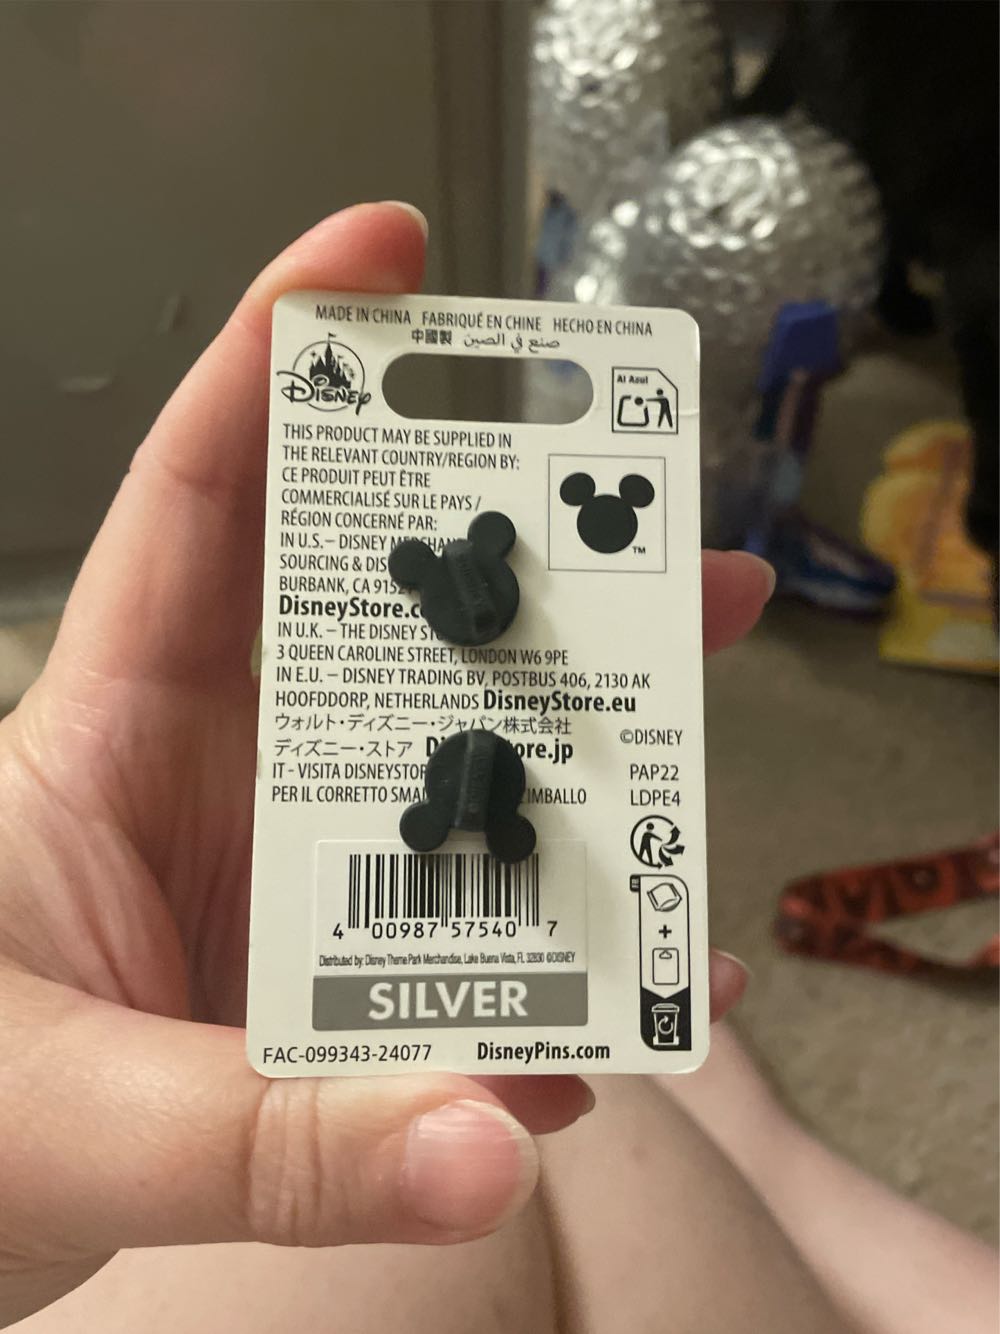 MADE IN CHINA FABRIQUÉ EN CHINE HECHO EN CHINA
中國製 صنع في الصين
Disney
Al Azul
THIS PRODUCT MAY BE SUPPLIED IN
THE RELEVANT COUNTRY/REGION BY:
CE PRODUIT PEUT ÊTRE
COMMERCIALISÉ SUR LE PAYS /
RÉGION CONCERNÉ PAR:
IN U.S.– DISNEY
SOURCING &
BURBANK, CA
TM
IN U.K. – THE DISNEY
3 QUEEN CAROLINE STREET, LONDON W6 9PE
IN E.U. – DISNEY TRADING BV, POSTBUS 406, 2130 AK
HOOFDDORP, NETHERLANDS DisneyStore.eu
ウォルト・ディズニー・ジャパン株式会社
ディズニー・ストア
IT - VISITA
PER IL CORRETTO
©DISNEY
PAP22
LDPE4
4 00987 57540 7
Distributed by: Disney Theme Park Merchandise, Lake Buena Vista, FL 32830 ©DISNEY
SILVER
FAC-099343-24077 DisneyPins.com